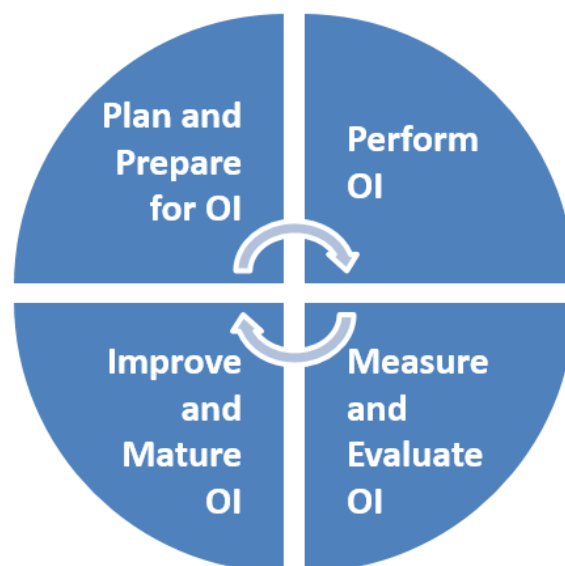 Plan and
Prepare
for OI
Perform
OI
Measure
and
Evaluate
OI
Improve
and
Mature
OI